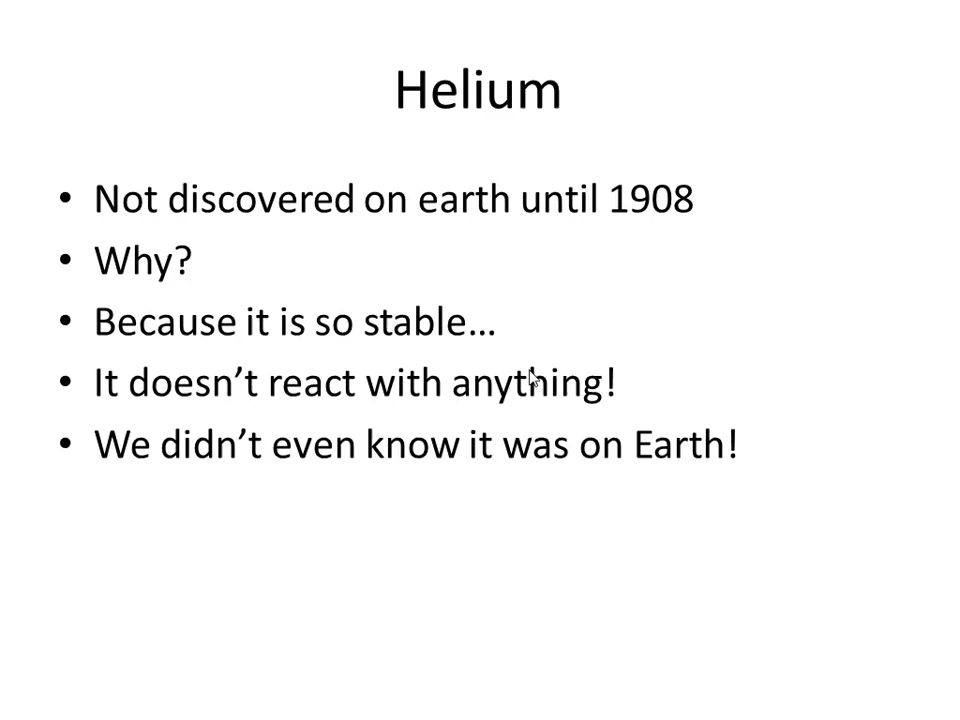 Helium
• Not discovered on earth until 1908
• Why?
• Because it is so stable…
• It doesn’t react with anything!
• We didn’t even know it was on Earth!